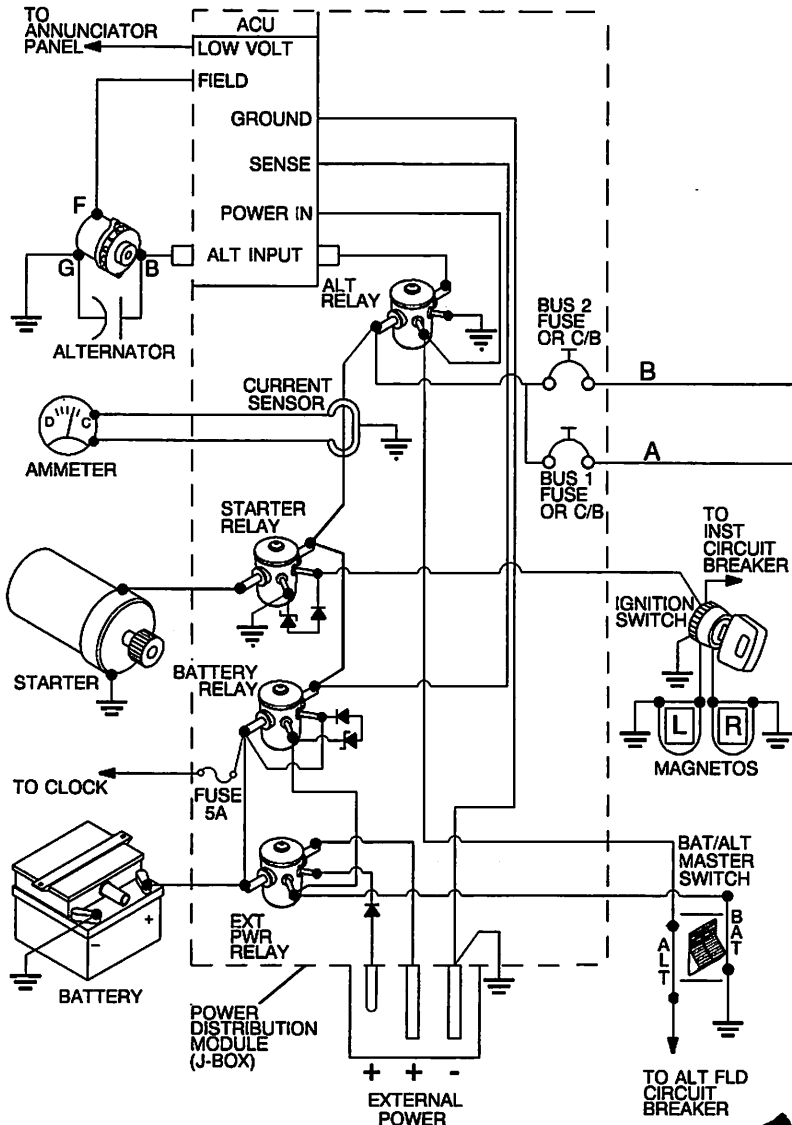 TO
ANNUNCIATOR
PANEL
ACU
LOW VOLT
FIELD
GROUND
SENSE
POWER IN
ALT INPUT
F
G
B
ALTERNATOR
ALT
RELAY
BUS 2
FUSE
OR C/B
B
CURRENT
SENSOR
D
C
AMMETER
A
BUS 1
FUSE
OR C/B
STARTER
RELAY
TO
INST
CIRCUIT
BREAKER
IGNITION
SWITCH
STARTER
BATTERY
RELAY
L
R
MAGNETOS
TO CLOCK
FUSE
5A
BAT/ALT
MASTER
SWITCH
EXT
PWR
RELAY
-
+
BATTERY
ALT
BAT
POWER
DISTRIBUTION
MODULE
(J-BOX)
+ + -
EXTERNAL
POWER
TO ALT FLD
CIRCUIT
BREAKER